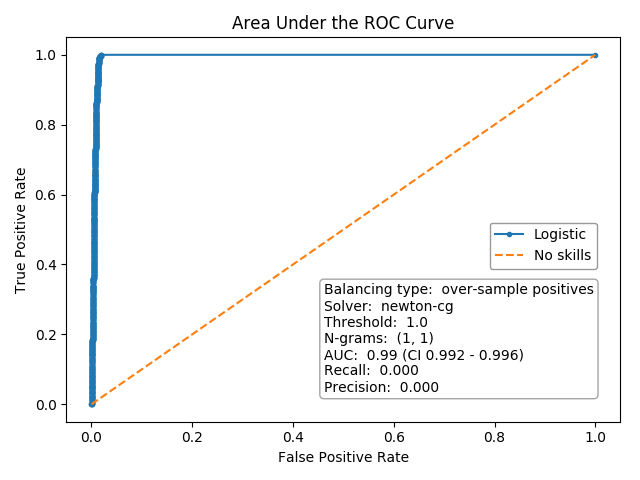 Area Under the ROC Curve
1.0
0.8
0.6
0.4
0.2
0.0
True Positive Rate
Logistic
No skills
Balancing type:  over-sample positives
Solver:  newton-cg
Threshold:  1.0
N-grams:  (1, 1)
AUC:  0.99 (CI 0.992 - 0.996)
Recall:  0.000
Precision:  0.000
0.0 0.2 0.4 0.6 0.8 1.0
False Positive Rate